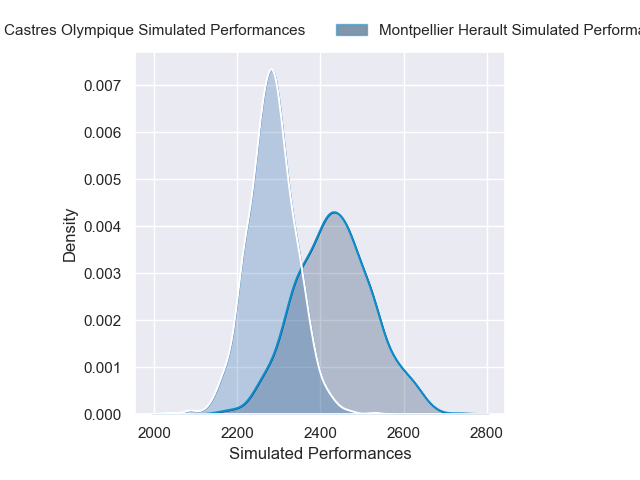 Castres Olympique Simulated Performances
Montpellier Herault Simulated Performa
0.007
0.006
0.005
0.004
0.003
0.002
0.001
0.000
Density
2000 2200 2400 2600 2800
Simulated Performances